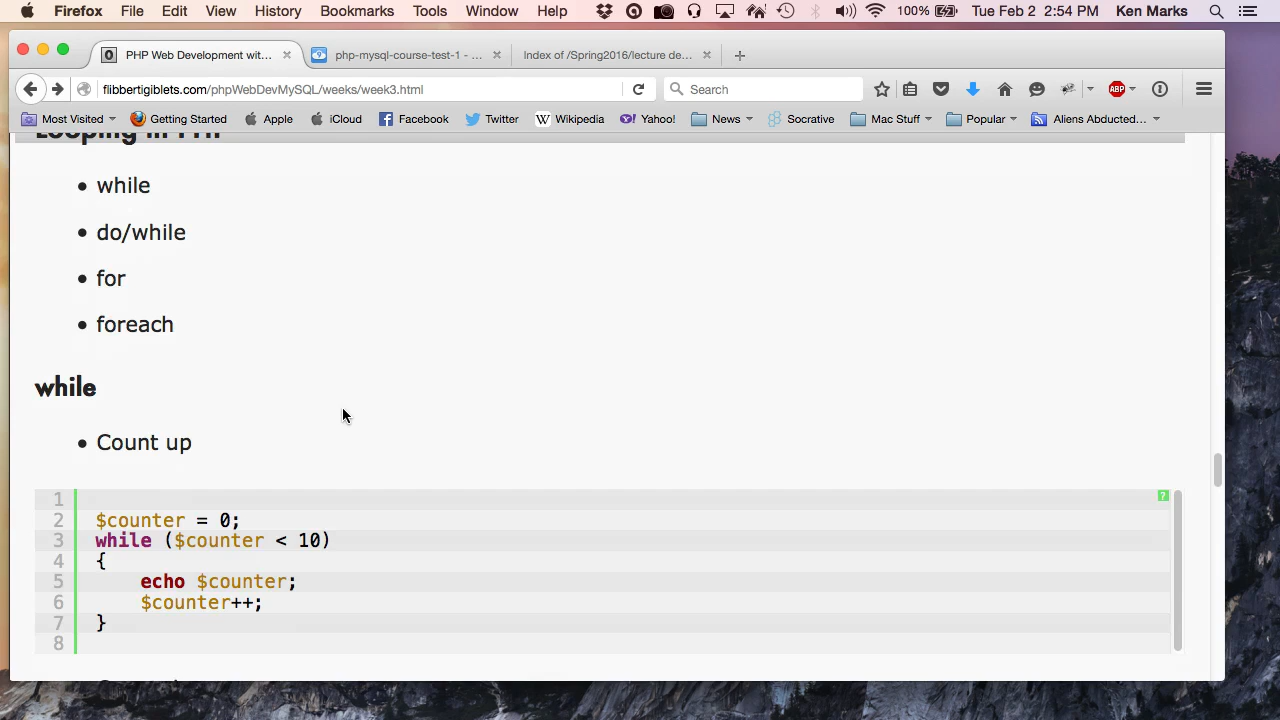 Firefox File Edit View History Bookmarks Tools Window Help 100% Tue Feb 2 2:54 PM Ken Marks
PHP Web Development wit... php-mysql-course-test-1 - ... Index of /Spring2016/lecture de...
flibbertigiblets.com/phpWebDevMySQL/weeks/week3.html Search ABP
Most Visited Getting Started Apple iCloud Facebook Twitter Wikipedia Yahoo! News Socrative Mac Stuff Popular Aliens Abducted...
• while
• do/while
• for
• foreach
while
• Count up
1 ?
2 $counter = 0;
3 while ($counter < 10)
4 {
5 echo $counter;
6 $counter++;
7 }
8